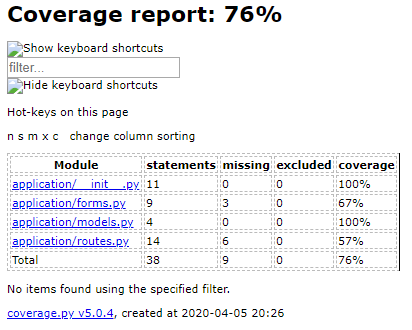 Coverage report: 76%
Show keyboard shortcuts
filter...
Hide keyboard shortcuts
Hot-keys on this page
n s m x c change column sorting
Module statements missing excluded coverage
application/__init__.py 11 0 0 100%
application/forms.py 9 3 0 67%
application/models.py 4 0 0 100%
application/routes.py 14 6 0 57%
Total 38 9 0 76%
No items found using the specified filter.
coverage.py v5.0.4, created at 2020-04-05 20:26